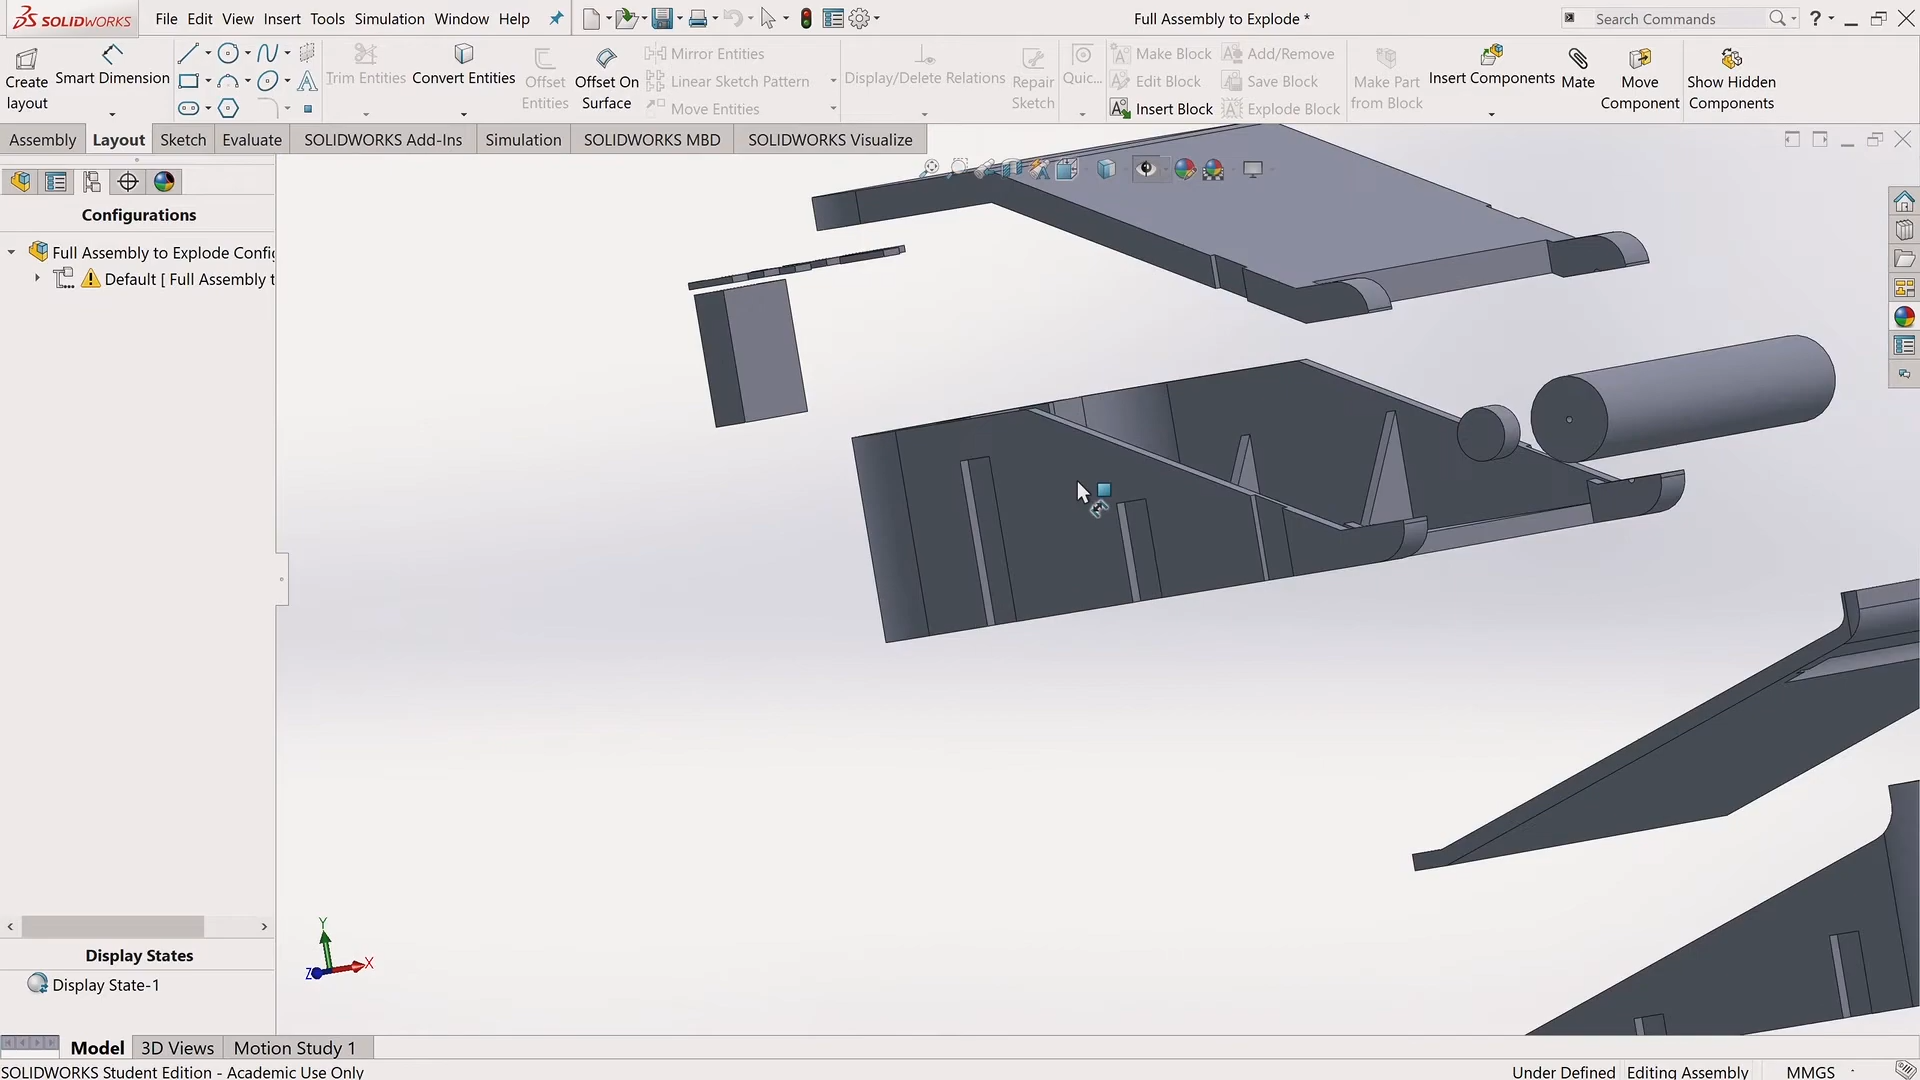 SOLIDWORKS File Edit View Insert Tools Simulation Window Help Full Assembly to Explode * Search Commands ?
Create layout
Smart Dimension
Trim Entities
Convert Entities
Offset Entities
Offset On Surface
Mirror Entities
Linear Sketch Pattern
Move Entities
Display/Delete Relations
Repair Sketch
Quic...
Make Block
Edit Block
Insert Block
Add/Remove
Save Block
Explode Block
Make Part from Block
Insert Components
Mate
Move Component
Show Hidden Components
Assembly Layout Sketch Evaluate SOLIDWORKS Add-Ins Simulation SOLIDWORKS MBD SOLIDWORKS Visualize
Configurations
Full Assembly to Explode Config
Default [ Full Assembly t
Y
Z X
Display States
Display State-1
Model 3D Views Motion Study 1
SOLIDWORKS Student Edition - Academic Use Only Under Defined Editing Assembly MMGS